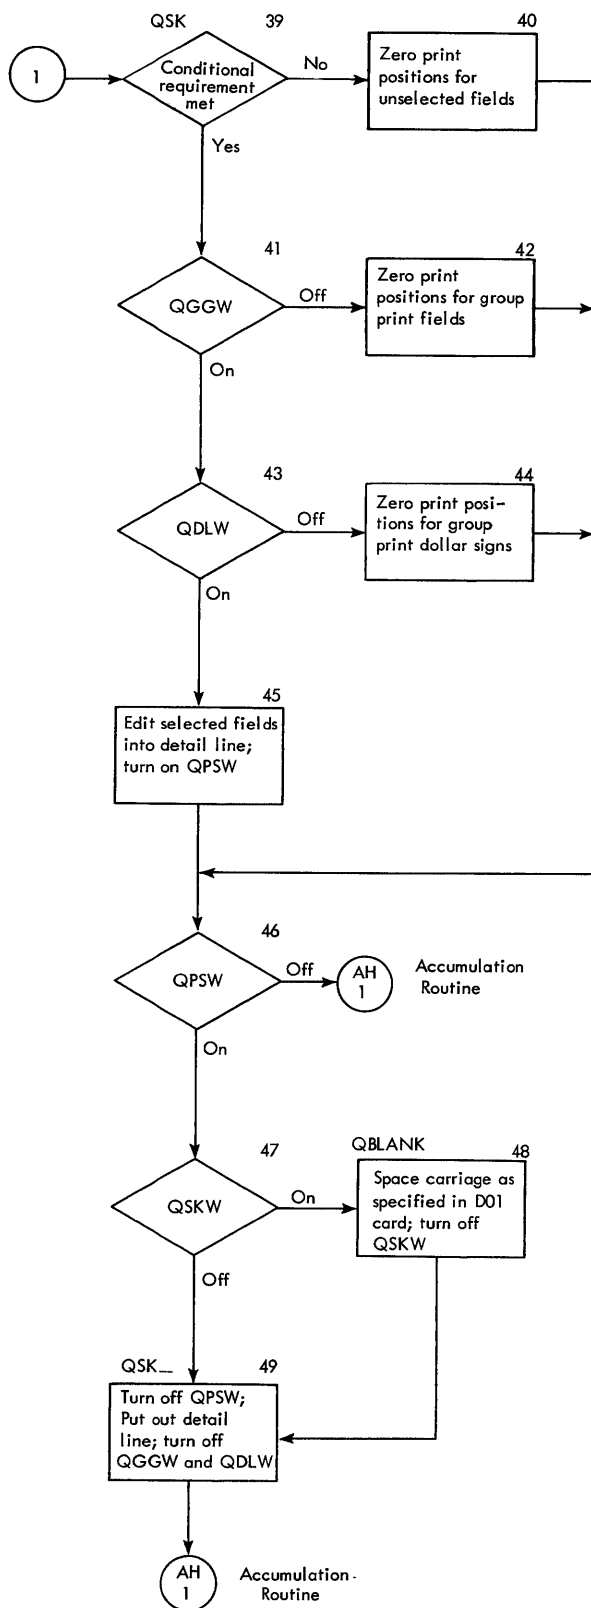 QSK
39
40
1
Conditional
requirement
met
No
Zero print
positions for
unselected fields
Yes
41
42
QGGW
Off
Zero print
positions for group
print fields
On
43
44
QDLW
Off
Zero print posi-
tions for group
print dollar signs
On
45
Edit selected fields
into detail line;
turn on QPSW
46
QPSW
Off
AH
1
Accumulation
Routine
On
47
QBLANK
48
QSKW
On
Space carriage as
specified in D01
card; turn off
QSKW
Off
QSK_
49
Turn off QPSW;
Put out detail
line; turn off
QGGW and QDLW
AH
1
Accumulation-
Routine